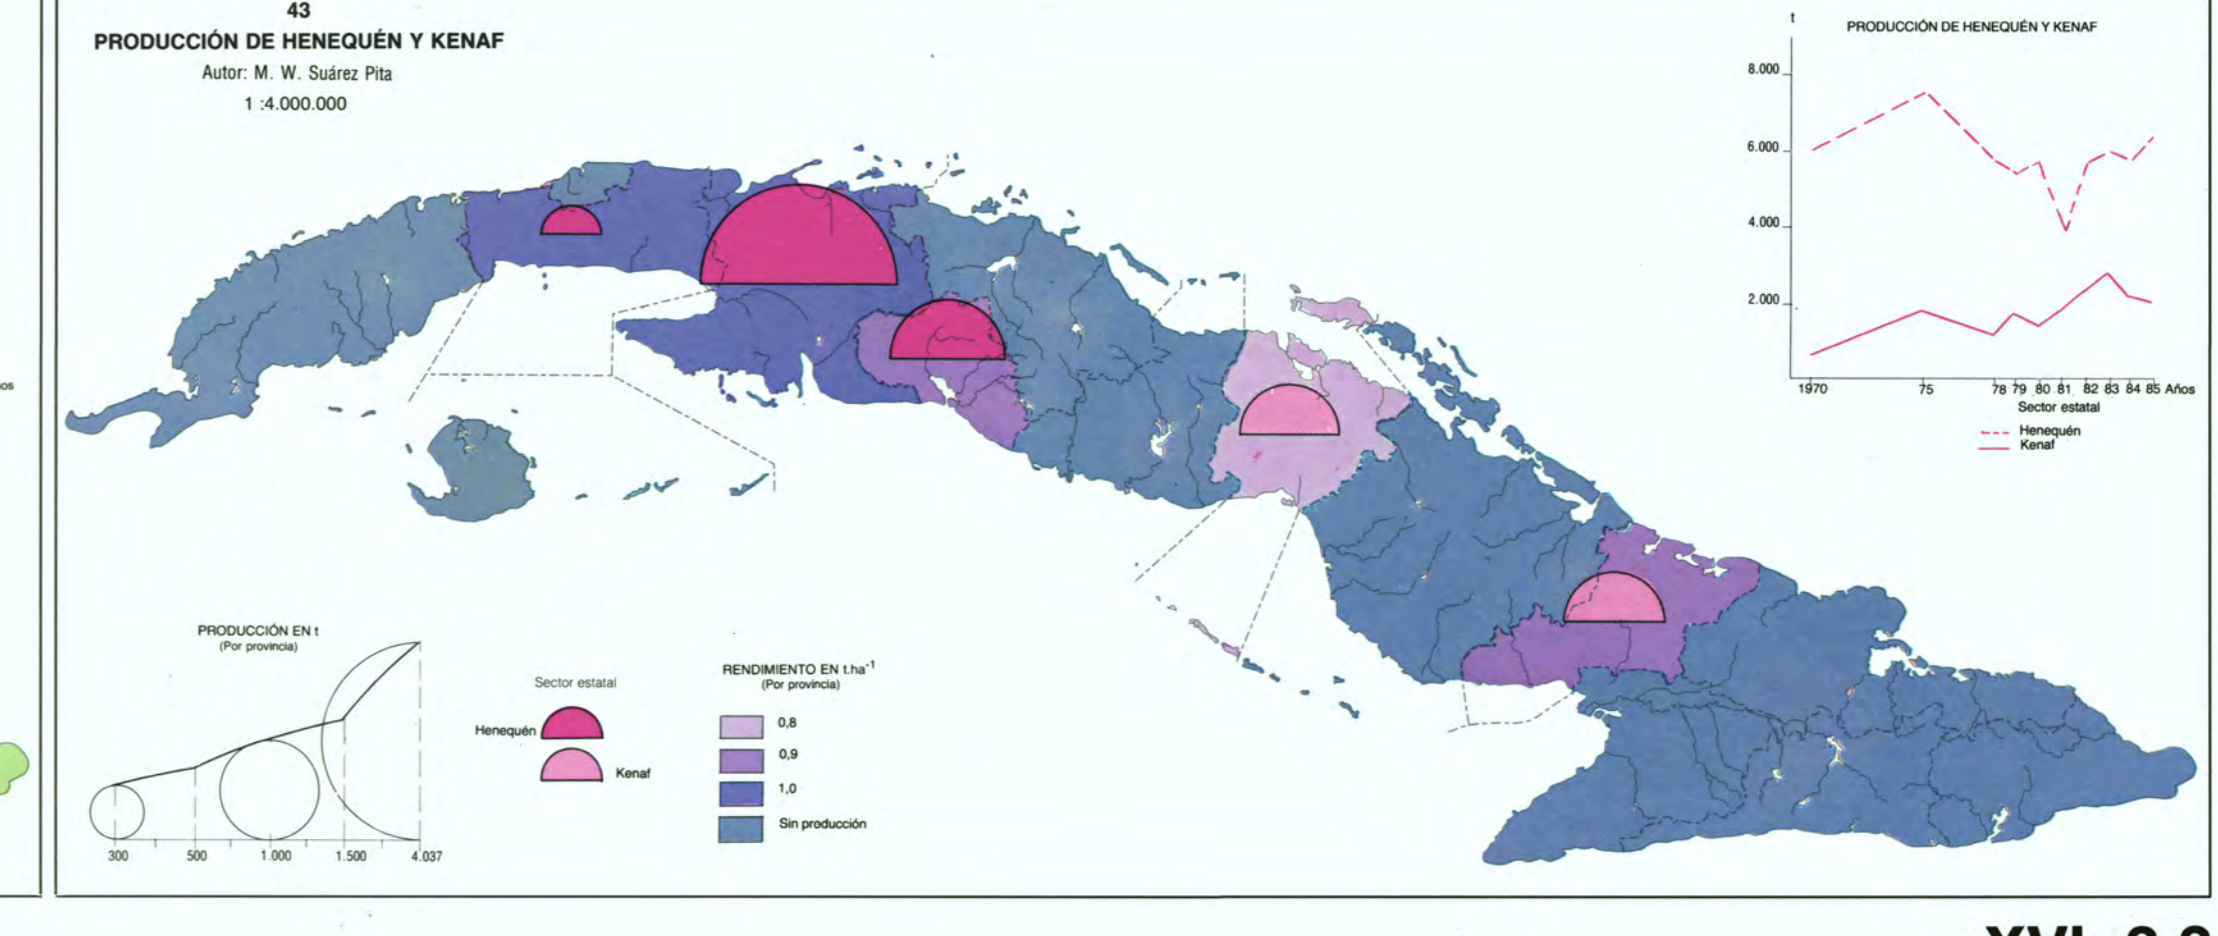 43
PRODUCCIÓN DE HENEQUÉN Y KENAF
Autor: M. W. Suárez Pita
1 :4.000.000
t
PRODUCCIÓN DE HENEQUÉN Y KENAF
8.000
6.000
4.000
2.000
1970 75 78 79 80 81 82 83 84 85 Años
Sector estatal
Henequén
Kenaf
os
PRODUCCIÓN EN t
(Por provincia)
300 500 1.000 1.500 4.037
Sector estatal
Henequén
Kenaf
RENDIMIENTO EN t.ha⁻¹
(Por provincia)
0,8
0,9
1,0
Sin producción